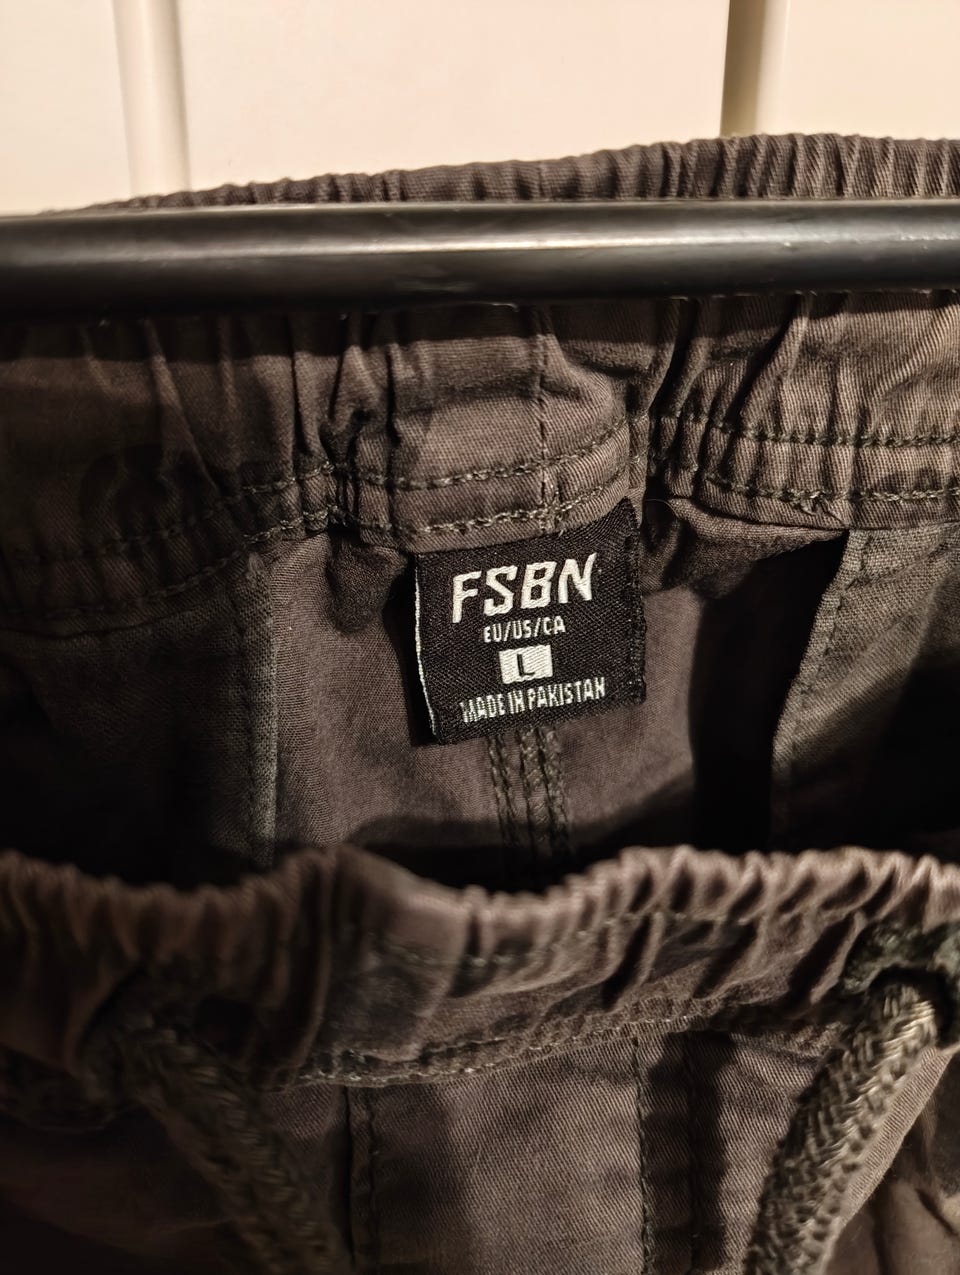 FSBN
EU/US/CA
L
MADE IN PAKISTAN